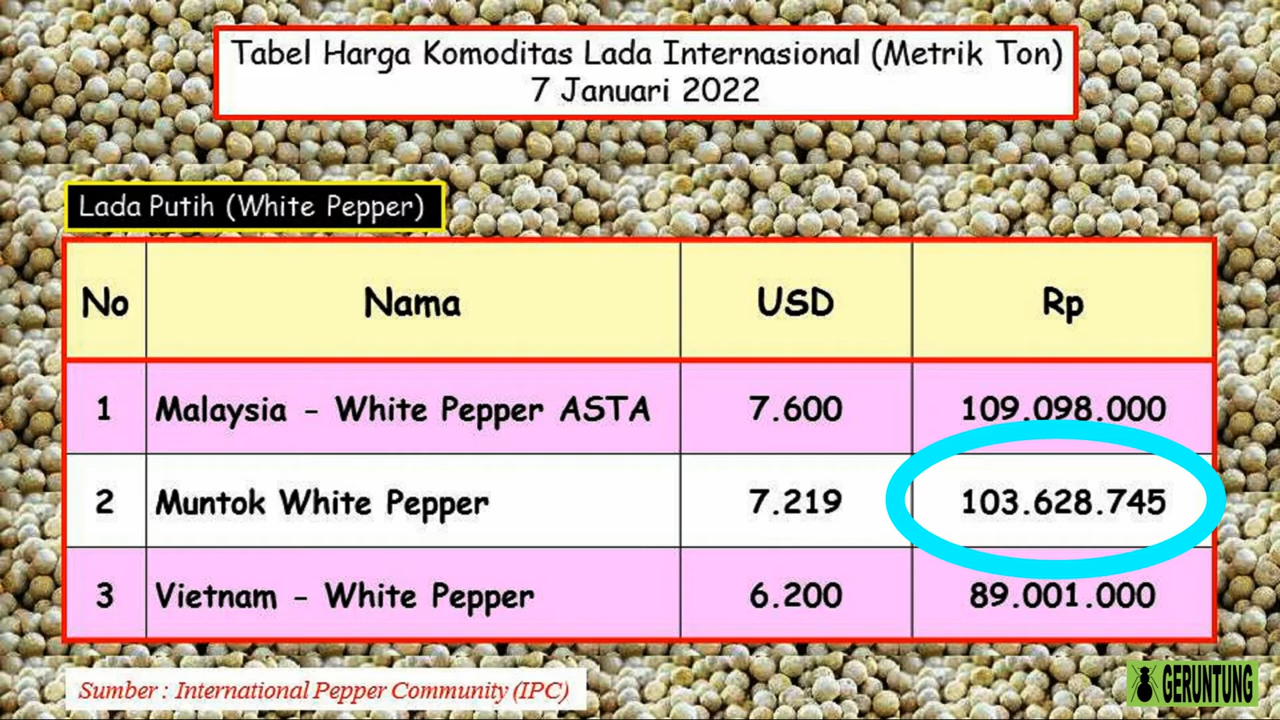 Tabel Harga Komoditas Lada Internasional (Metrik Ton)
7 Januari 2022
Lada Putih (White Pepper)
No Nama USD Rp
1 Malaysia - White Pepper ASTA 7.600 109.098.000
2 Muntok White Pepper 7.219 103.628.745
3 Vietnam - White Pepper 6.200 89.001.000
Sumber : International Pepper Community (IPC)
GERUNTUNG